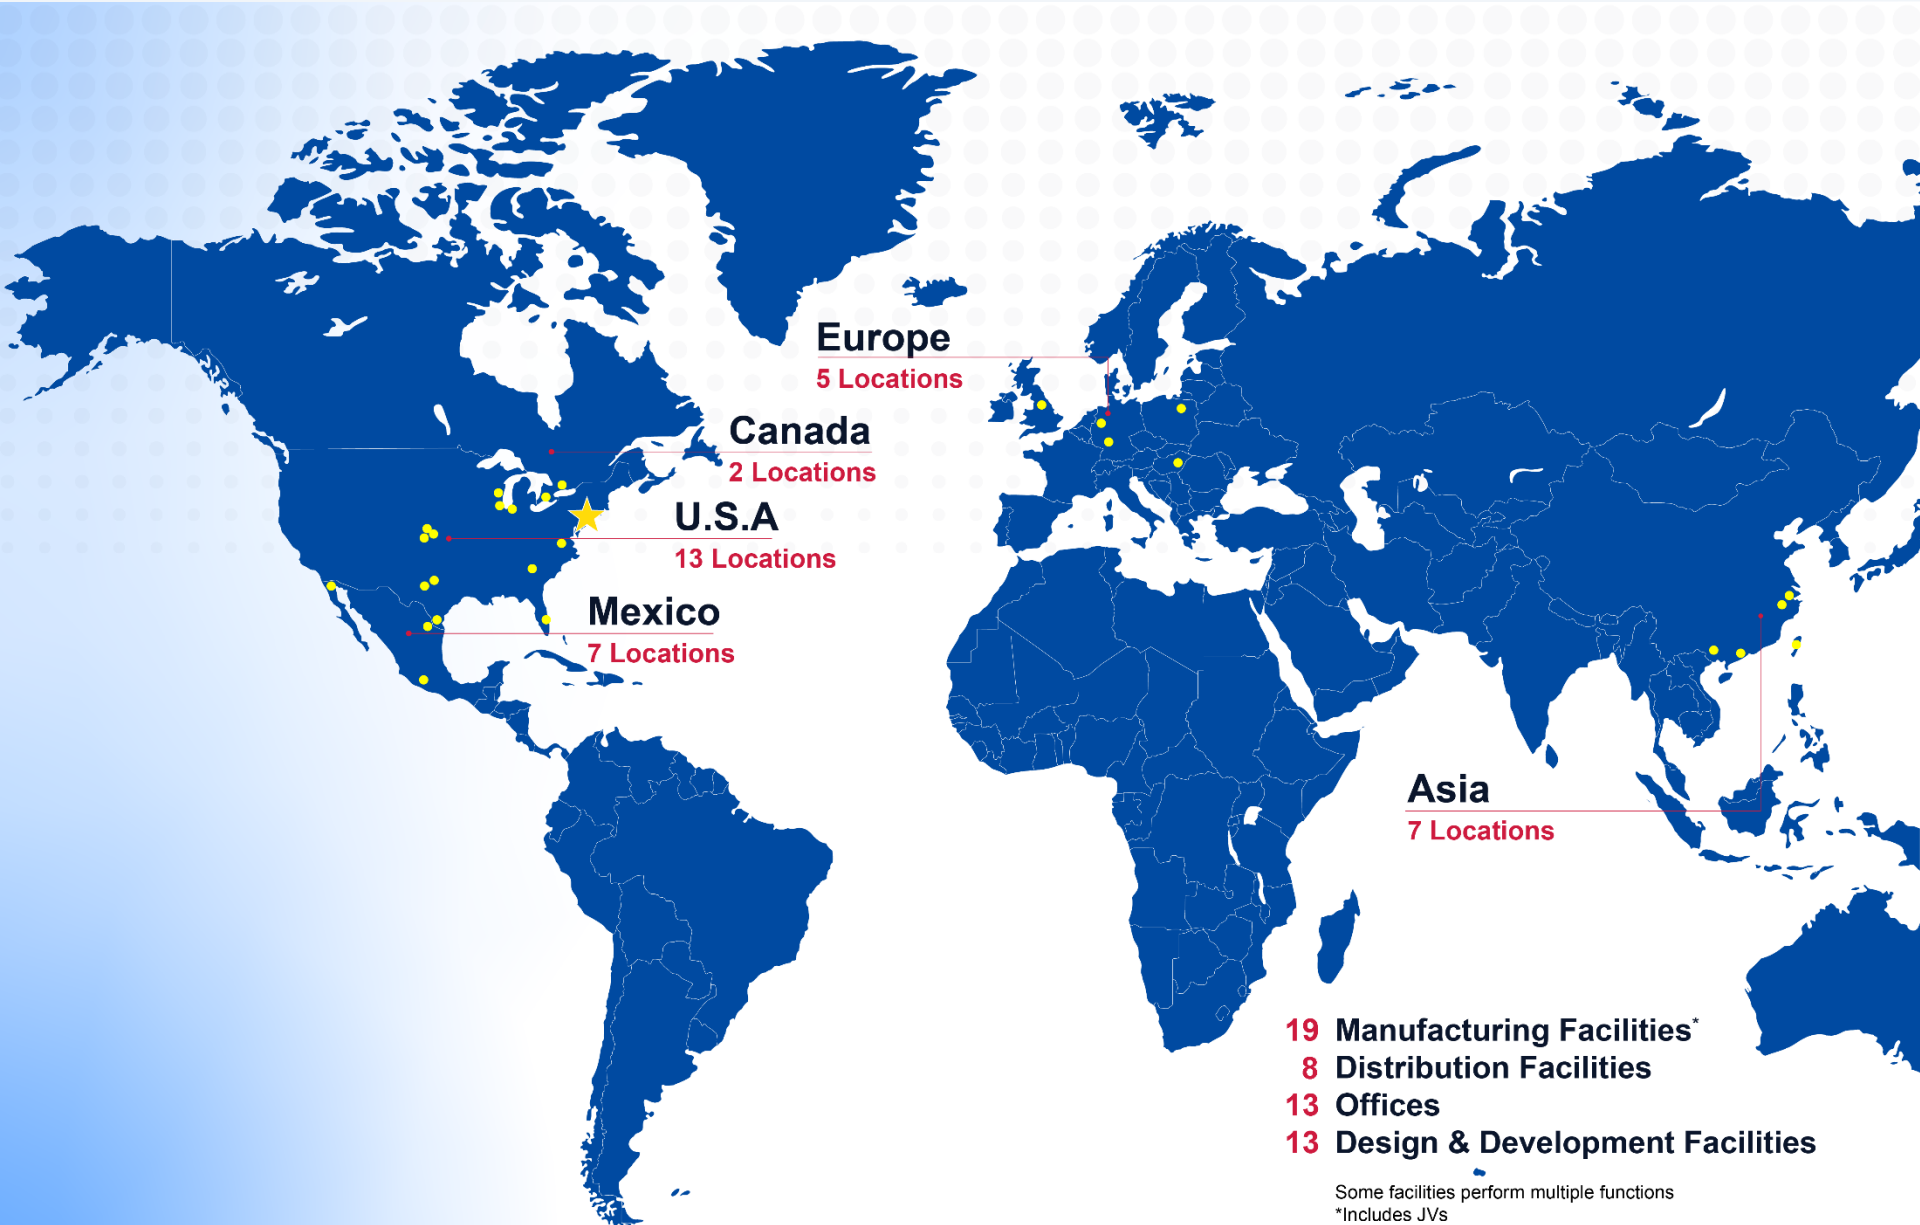 Europe
5 Locations
Canada
2 Locations
U.S.A
13 Locations
Mexico
7 Locations
Asia
7 Locations
19 Manufacturing Facilities*
8 Distribution Facilities
13 Offices
13 Design & Development Facilities
Some facilities perform multiple functions
*Includes JVs